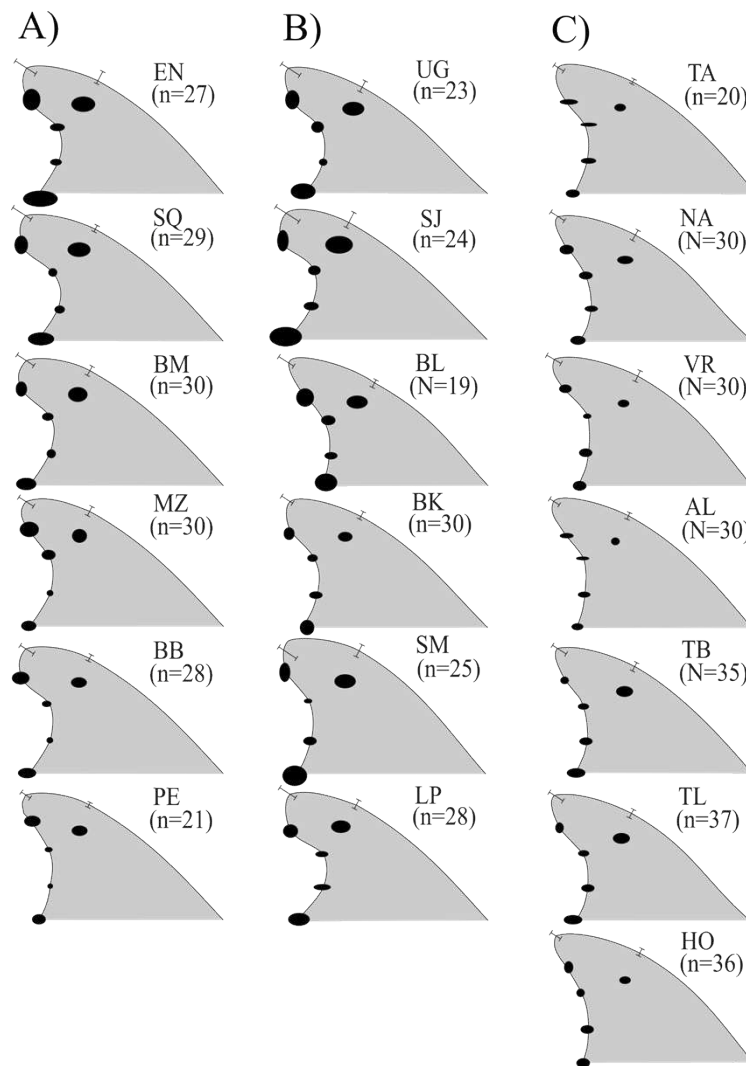 A)
EN
(n=27)
SQ
(n=29)
BM
(n=30)
MZ
(n=30)
BB
(n=28)
PE
(n=21)
B)
UG
(n=23)
SJ
(n=24)
BL
(N=19)
BK
(n=30)
SM
(n=25)
LP
(n=28)
C)
TA
(n=20)
NA
(N=30)
VR
(N=30)
AL
(N=30)
TB
(N=35)
TL
(n=37)
HO
(n=36)